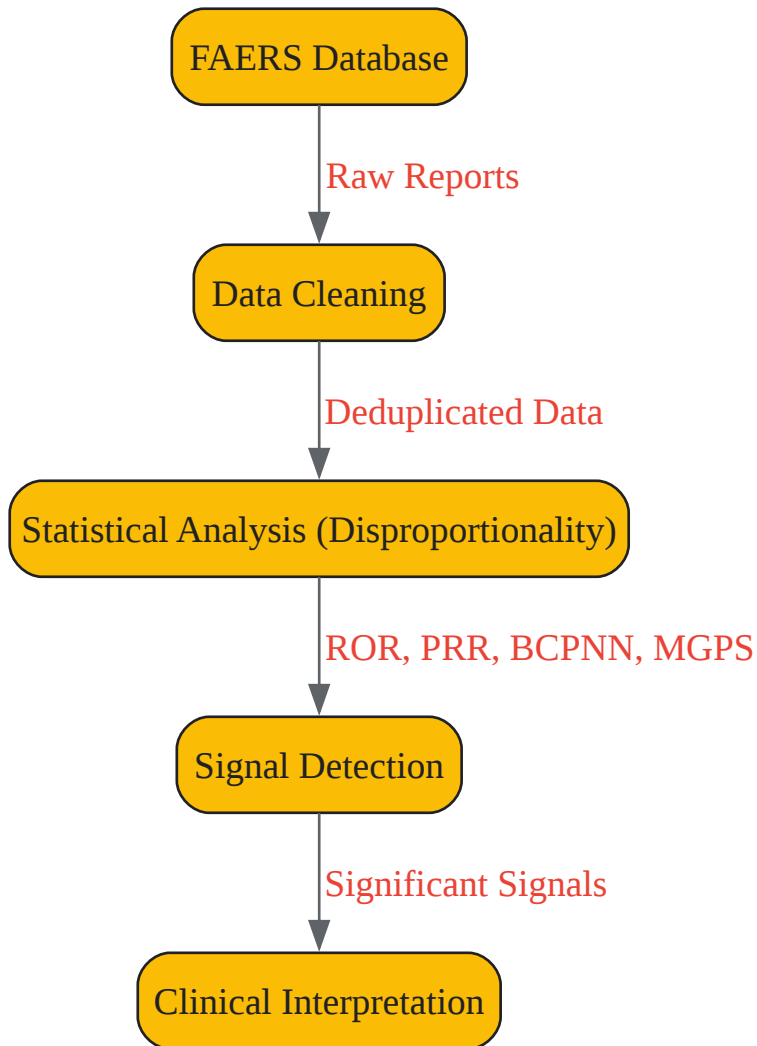 FAERS Database
Raw Reports
Data Cleaning
Deduplicated Data
Statistical Analysis (Disproportionality)
ROR, PRR, BCPNN, MGPS
Signal Detection
Significant Signals
Clinical Interpretation